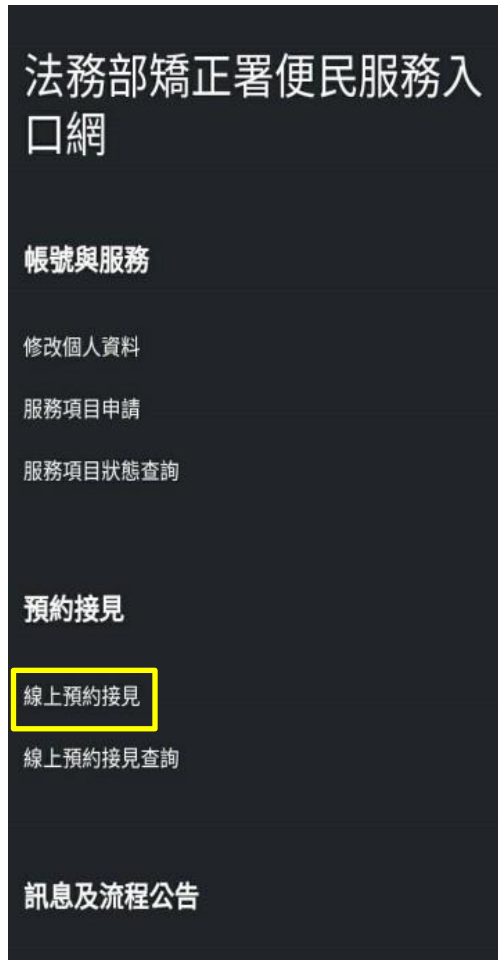 法務部矯正署便民服務入
口網
帳號與服務
修改個人資料
服務項目申請
服務項目狀態查詢
預約接見
線上預約接見
線上預約接見查詢
訊息及流程公告